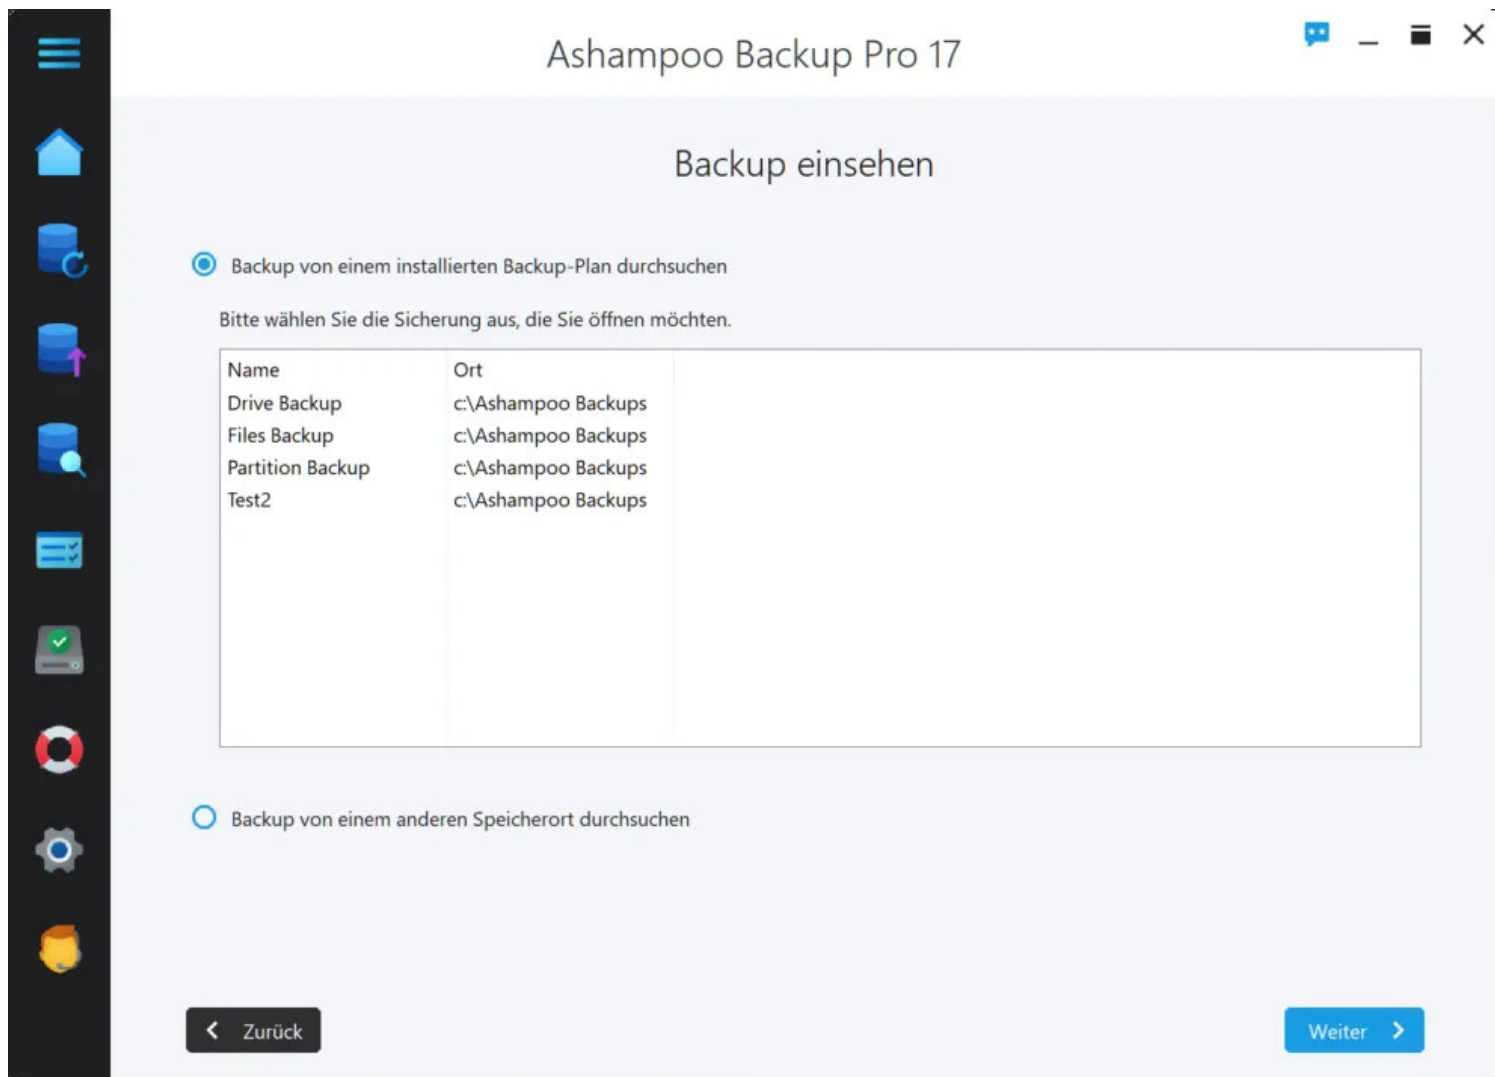 Ashampoo Backup Pro 17
Backup einsehen
Backup von einem installierten Backup-Plan durchsuchen
Bitte wählen Sie die Sicherung aus, die Sie öffnen möchten.
Name Ort
Drive Backup c:\Ashampoo Backups
Files Backup c:\Ashampoo Backups
Partition Backup c:\Ashampoo Backups
Test2 c:\Ashampoo Backups
Backup von einem anderen Speicherort durchsuchen
Zurück Weiter